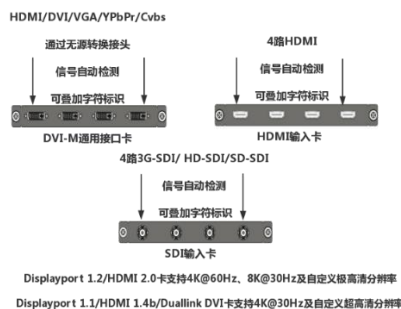 HDMI/DVI/VGA/YPbPr/Cvbs
通过无源转换接头
信号自动检测
可叠加字符标识
DVI-M通用接口卡
4路HDMI
信号自动检测
可叠加字符标识
HDMI输入卡
4路3G-SDI/ HD-SDI/SD-SDI
信号自动检测
可叠加字符标识
SDI输入卡
Displayport 1.2/HDMI 2.0卡支持4K@60Hz、8K@30Hz及自定义极高清分辨率
Displayport 1.1/HDMI 1.4b/Duallink DVI卡支持4K@30Hz及自定义超高清分辨率